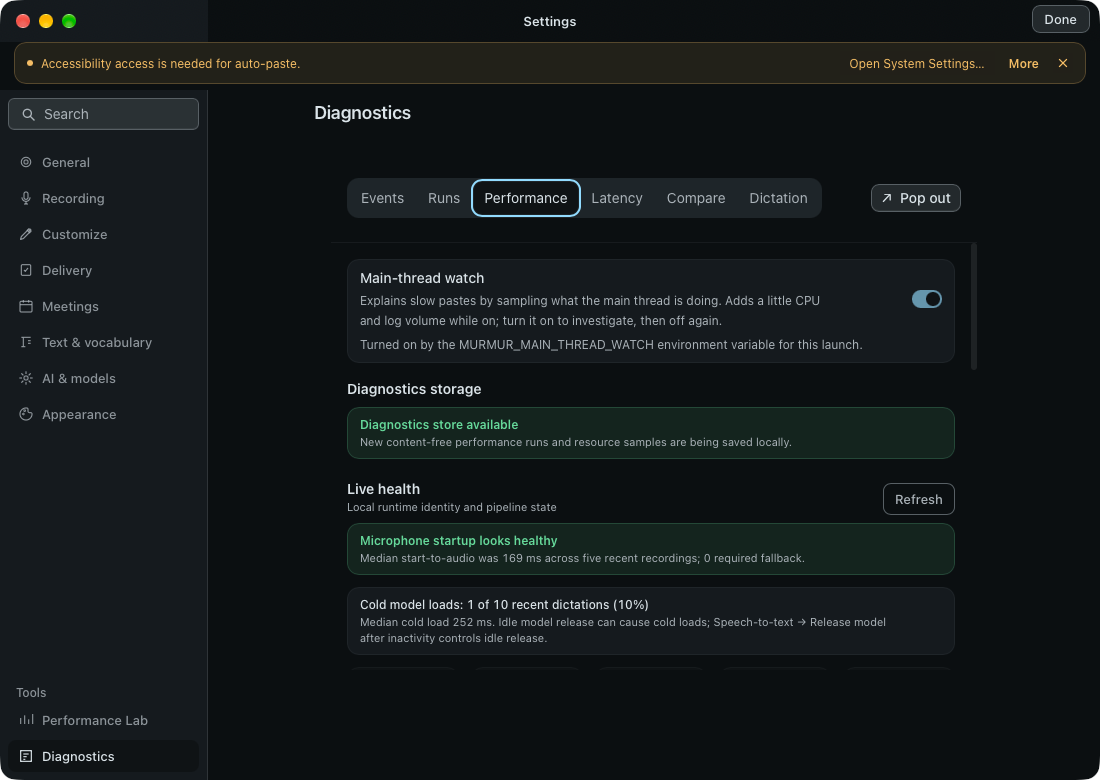 Settings
Done
Accessibility access is needed for auto-paste.
Open System Settings...
More
Search
Diagnostics
General
Recording
Customize
Delivery
Meetings
Text & vocabulary
AI & models
Appearance
Events
Runs
Performance
Latency
Compare
Dictation
Pop out
Main-thread watch
Explains slow pastes by sampling what the main thread is doing. Adds a little CPU
and log volume while on; turn it on to investigate, then off again.
Turned on by the MURMUR_MAIN_THREAD_WATCH environment variable for this launch.
Diagnostics storage
Diagnostics store available
New content-free performance runs and resource samples are being saved locally.
Live health
Local runtime identity and pipeline state
Refresh
Microphone startup looks healthy
Median start-to-audio was 169 ms across five recent recordings; 0 required fallback.
Cold model loads: 1 of 10 recent dictations (10%)
Median cold load 252 ms. Idle model release can cause cold loads; Speech-to-text → Release model
after inactivity controls idle release.
Tools
Performance Lab
Diagnostics